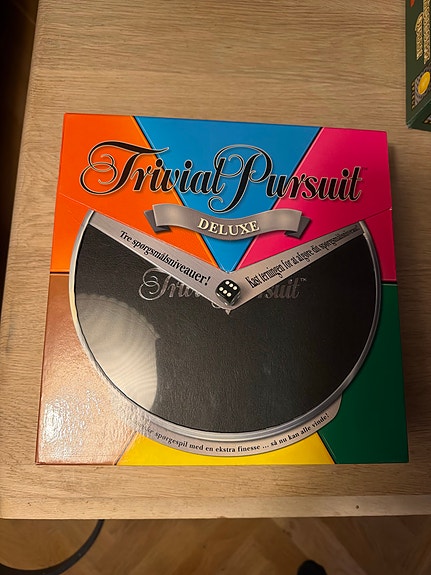 Trivial Pursuit
DELUXE
Tre spørgsmålsniveauer!
Kast terningen for at afgøre dit spørgsmålsniveau!
Trivial Pursuit™
spørgespil med en ekstra finesse ... så nu kan alle vinde!